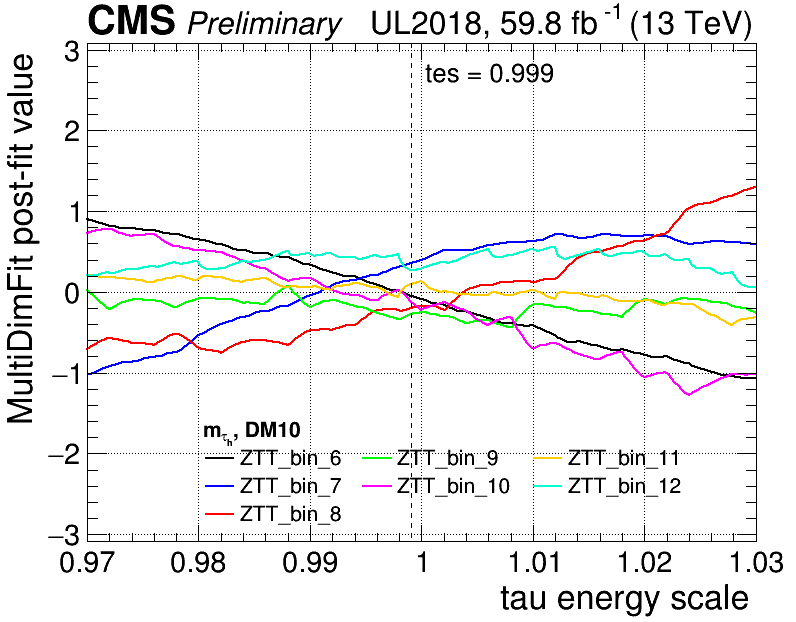 CMS Preliminary UL2018, 59.8 fb⁻¹ (13 TeV)
MultiDimFit post-fit value
3
2
1
0
−1
−2
−3
tes = 0.999
m_τh, DM10
ZTT_bin_6 ZTT_bin_9 ZTT_bin_11
ZTT_bin_7 ZTT_bin_10 ZTT_bin_12
ZTT_bin_8
0.97 0.98 0.99 1 1.01 1.02 1.03
tau energy scale